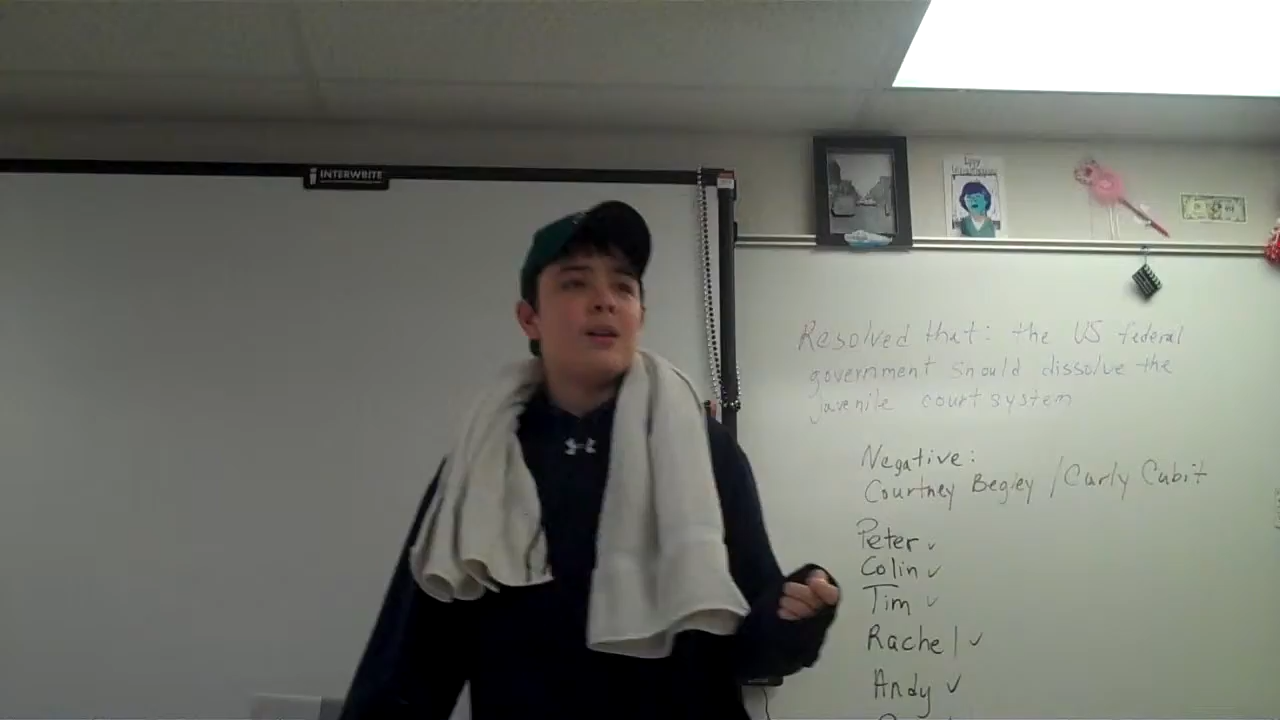 INTERWRITE
Resolved that: the US federal
government should dissolve the
juvenile court system
Negative:
Courtney Begley / Carly Cubit
Peter ✓
Colin ✓
Tim ✓
Rachel ✓
Andy ✓